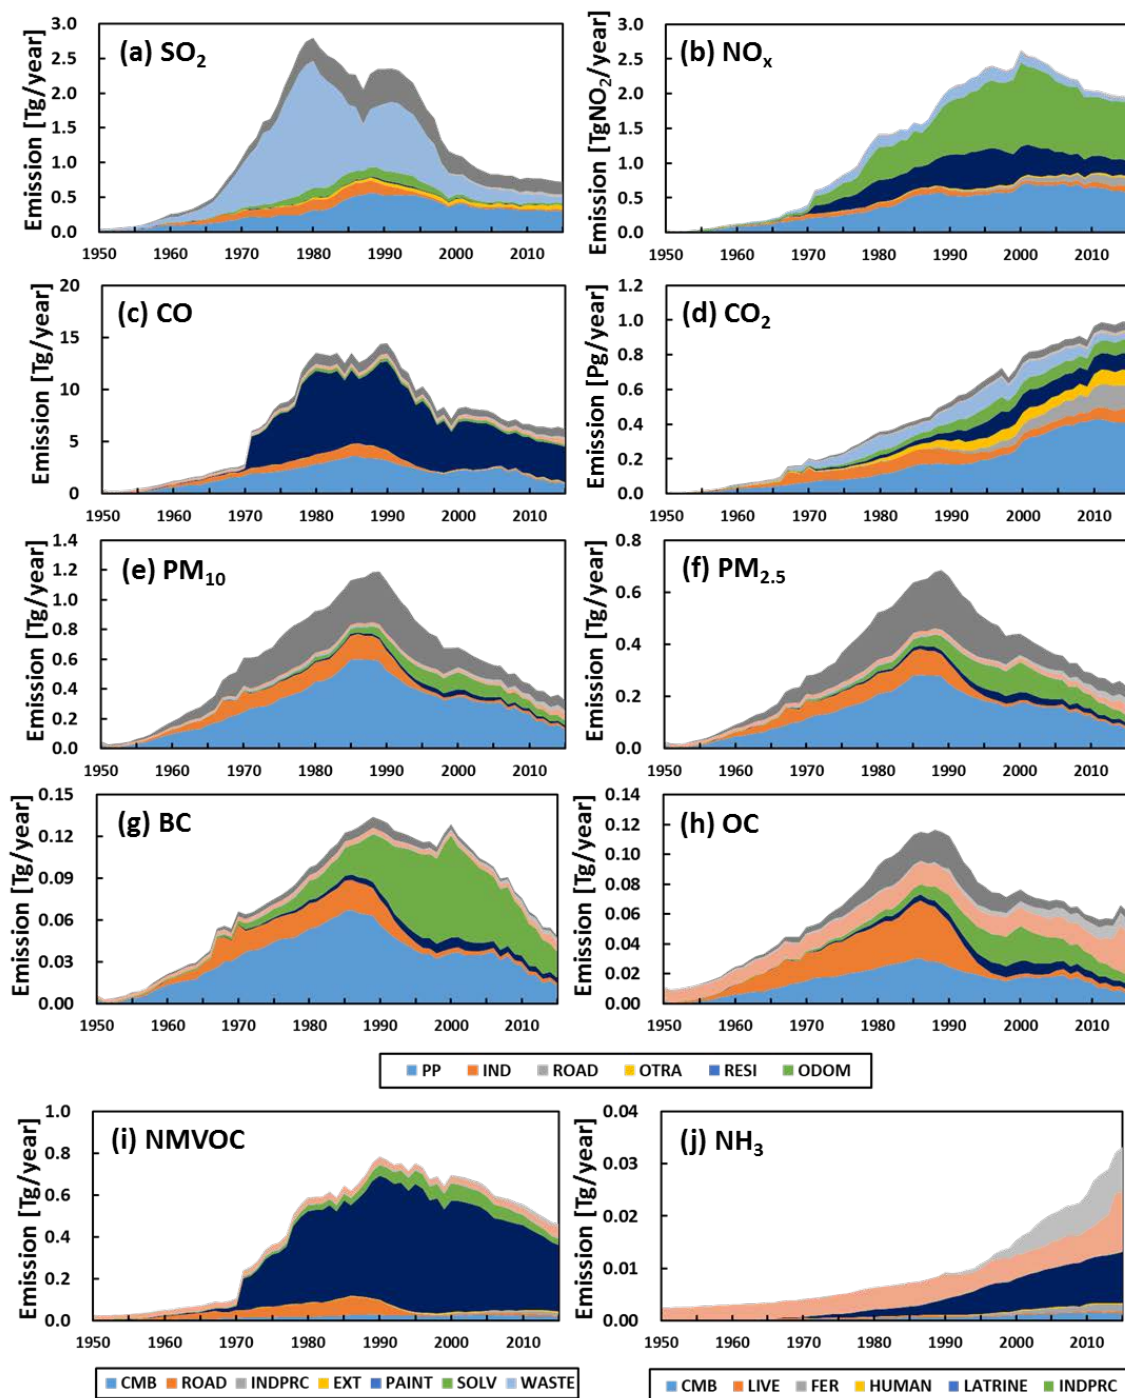 (a) SO2
Emission [Tg/year]
3.0
2.5
2.0
1.5
1.0
0.5
0.0
1950 1960 1970 1980 1990 2000 2010
(b) NOx
Emission [TgNO2/year]
3.0
2.5
2.0
1.5
1.0
0.5
0.0
1950 1960 1970 1980 1990 2000 2010
(c) CO
Emission [Tg/year]
20
15
10
5
0
1950 1960 1970 1980 1990 2000 2010
(d) CO2
Emission [Pg/year]
1.2
1.0
0.8
0.6
0.4
0.2
0.0
1950 1960 1970 1980 1990 2000 2010
(e) PM10
Emission [Tg/year]
1.4
1.2
1.0
0.8
0.6
0.4
0.2
0.0
1950 1960 1970 1980 1990 2000 2010
(f) PM2.5
Emission [Tg/year]
0.8
0.6
0.4
0.2
0.0
1950 1960 1970 1980 1990 2000 2010
(g) BC
Emission [Tg/year]
0.15
0.12
0.09
0.06
0.03
0.00
1950 1960 1970 1980 1990 2000 2010
(h) OC
Emission [Tg/year]
0.14
0.12
0.10
0.08
0.06
0.04
0.02
0.00
1950 1960 1970 1980 1990 2000 2010
PP IND ROAD OTRA RESI ODOM
(i) NMVOC
Emission [Tg/year]
1.0
0.8
0.6
0.4
0.2
0.0
1950 1960 1970 1980 1990 2000 2010
(j) NH3
Emission [Tg/year]
0.04
0.03
0.02
0.01
0.00
1950 1960 1970 1980 1990 2000 2010
CMB ROAD INDPRC EXT PAINT SOLV WASTE
CMB LIVE FER HUMAN LATRINE INDPRC